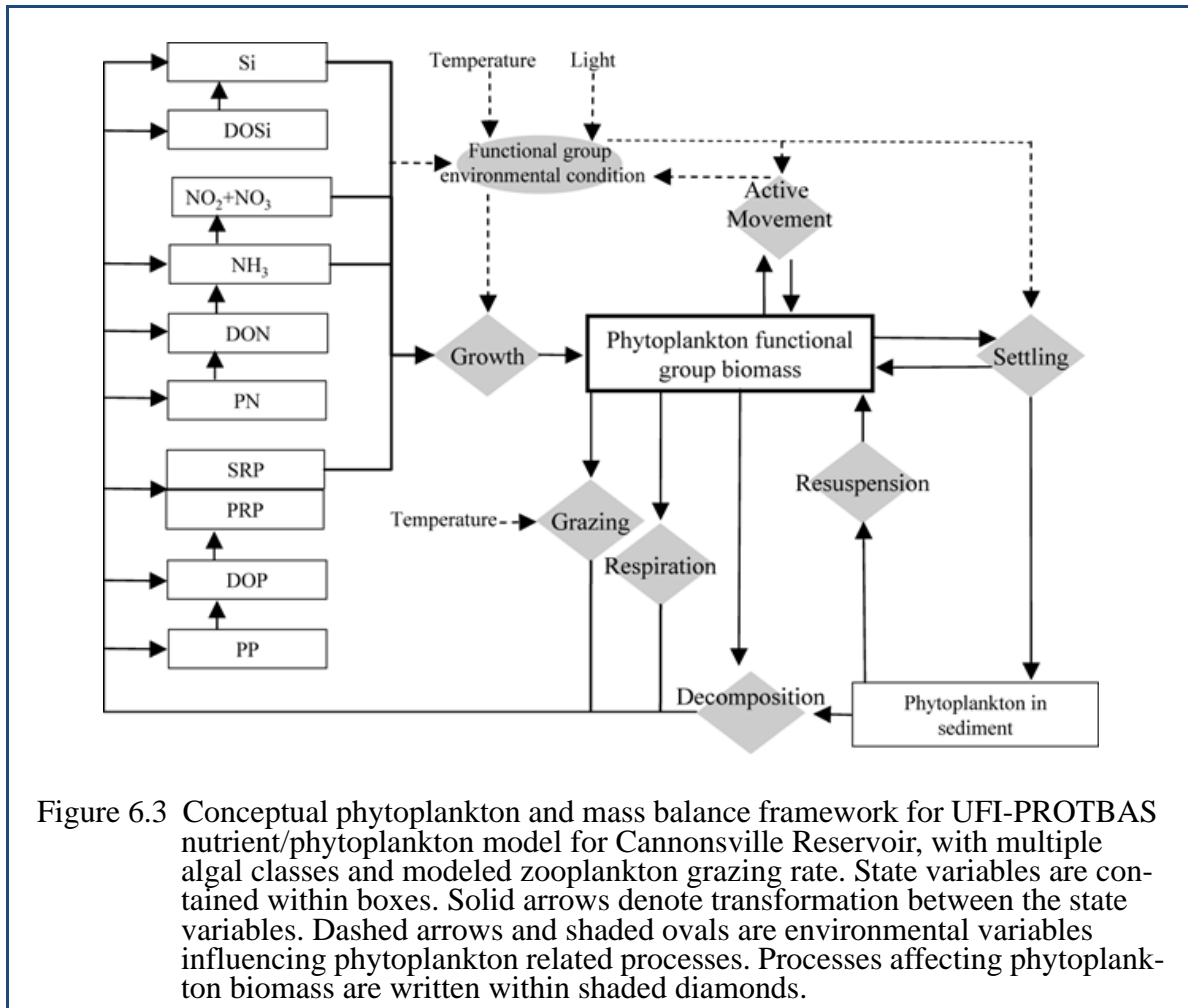 Si
DOSi
NO₂+NO₃
NH₃
DON
PN
SRP
PRP
DOP
PP
Temperature
Light
Functional group
environmental condition
Active
Movement
Growth
Phytoplankton functional
group biomass
Settling
Resuspension
Temperature
Grazing
Respiration
Decomposition
Phytoplankton in
sediment
Figure 6.3 Conceptual phytoplankton and mass balance framework for UFI-PROTBAS
nutrient/phytoplankton model for Cannonsville Reservoir, with multiple
algal classes and modeled zooplankton grazing rate. State variables are con-
tained within boxes. Solid arrows denote transformation between the state
variables. Dashed arrows and shaded ovals are environmental variables
influencing phytoplankton related processes. Processes affecting phytoplank-
ton biomass are written within shaded diamonds.